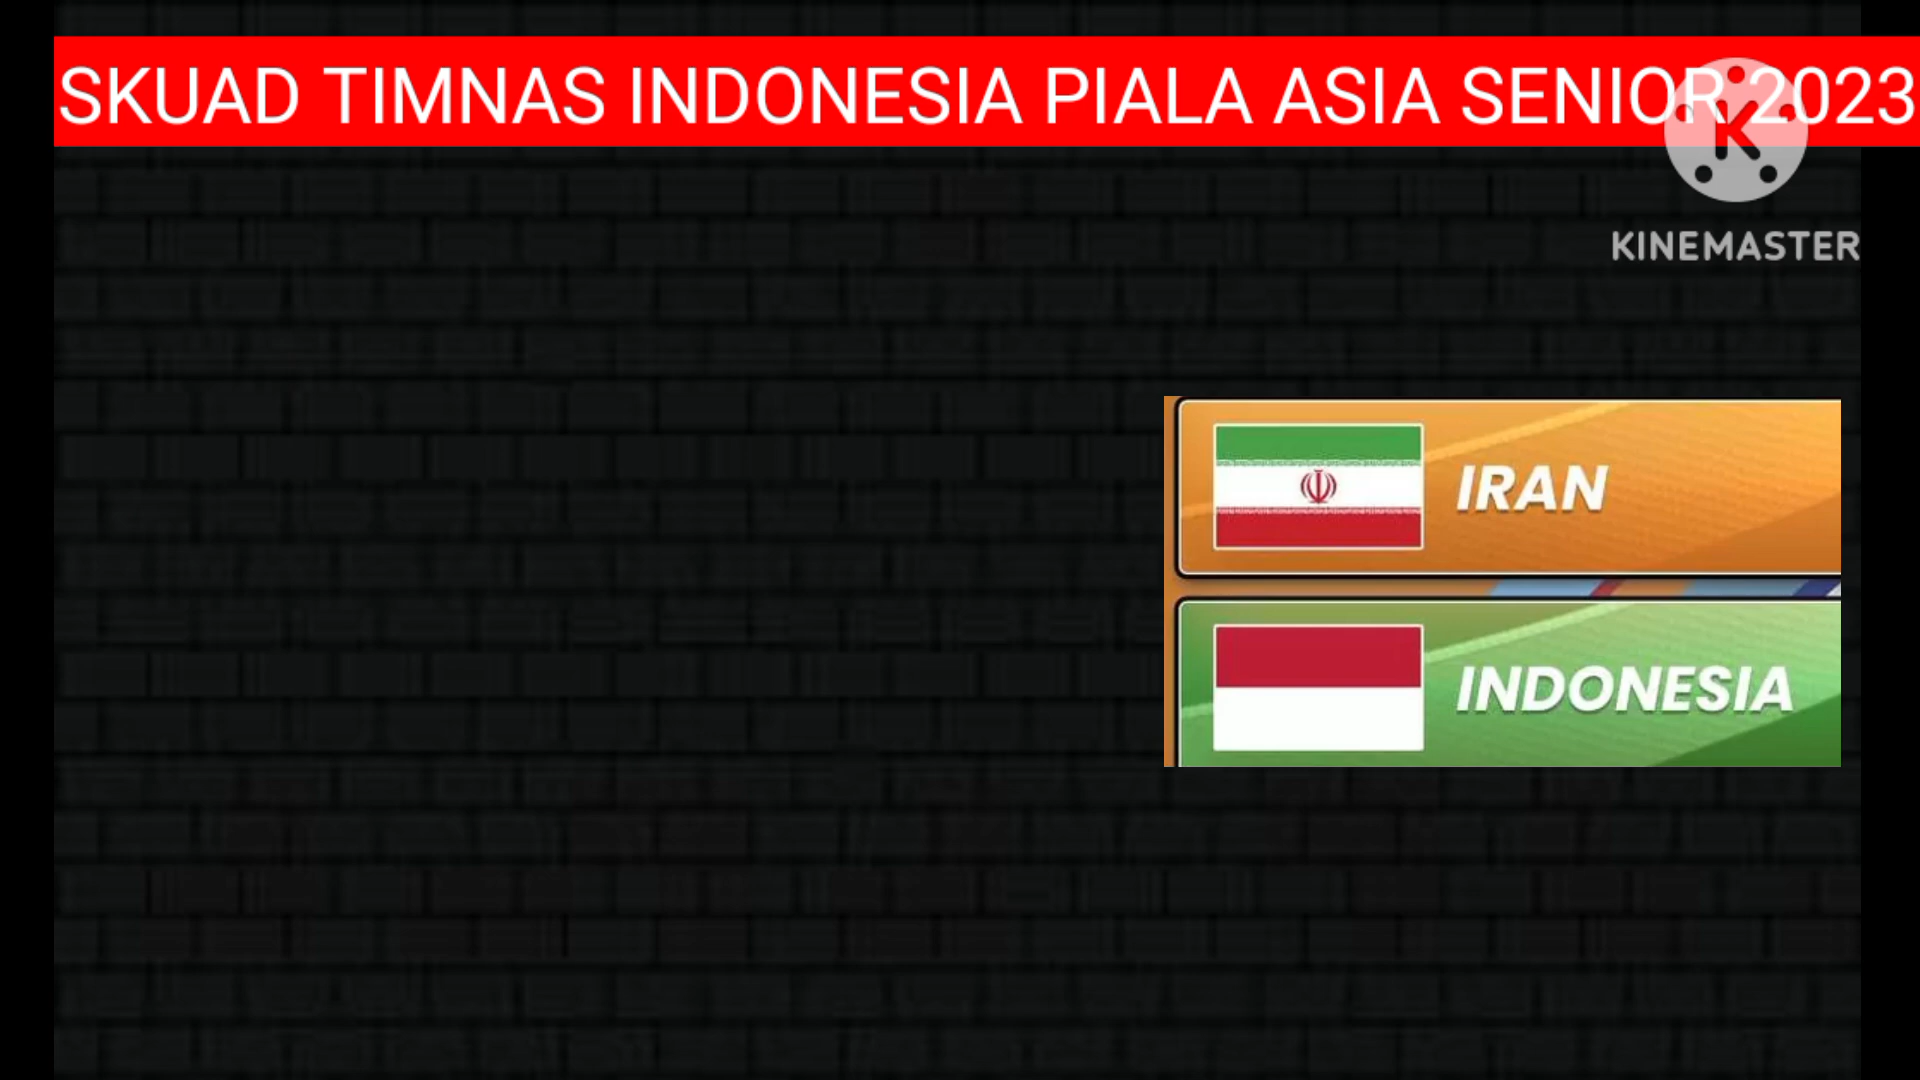 SKUAD TIMNAS INDONESIA PIALA ASIA SENIOR 2023
K
KINEMASTER
IRAN
INDONESIA